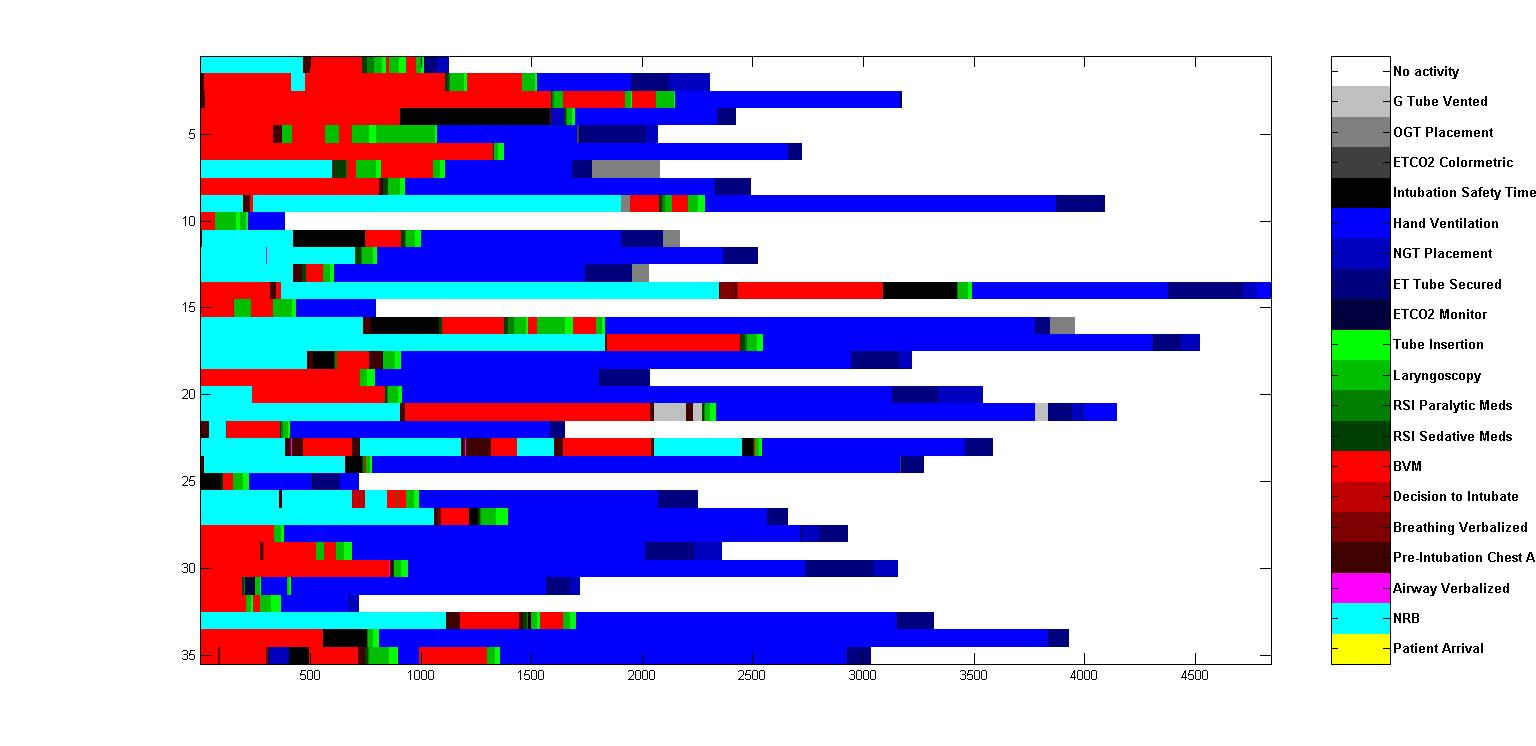 5
10
15
20
25
30
35
500
1000
1500
2000
2500
3000
3500
4000
4500
No activity
G Tube Vented
OGT Placement
ETCO2 Colormetric
Intubation Safety Time
Hand Ventilation
NGT Placement
ET Tube Secured
ETCO2 Monitor
Tube Insertion
Laryngoscopy
RSI Paralytic Meds
RSI Sedative Meds
BVM
Decision to Intubate
Breathing Verbalized
Pre-Intubation Chest A
Airway Verbalized
NRB
Patient Arrival